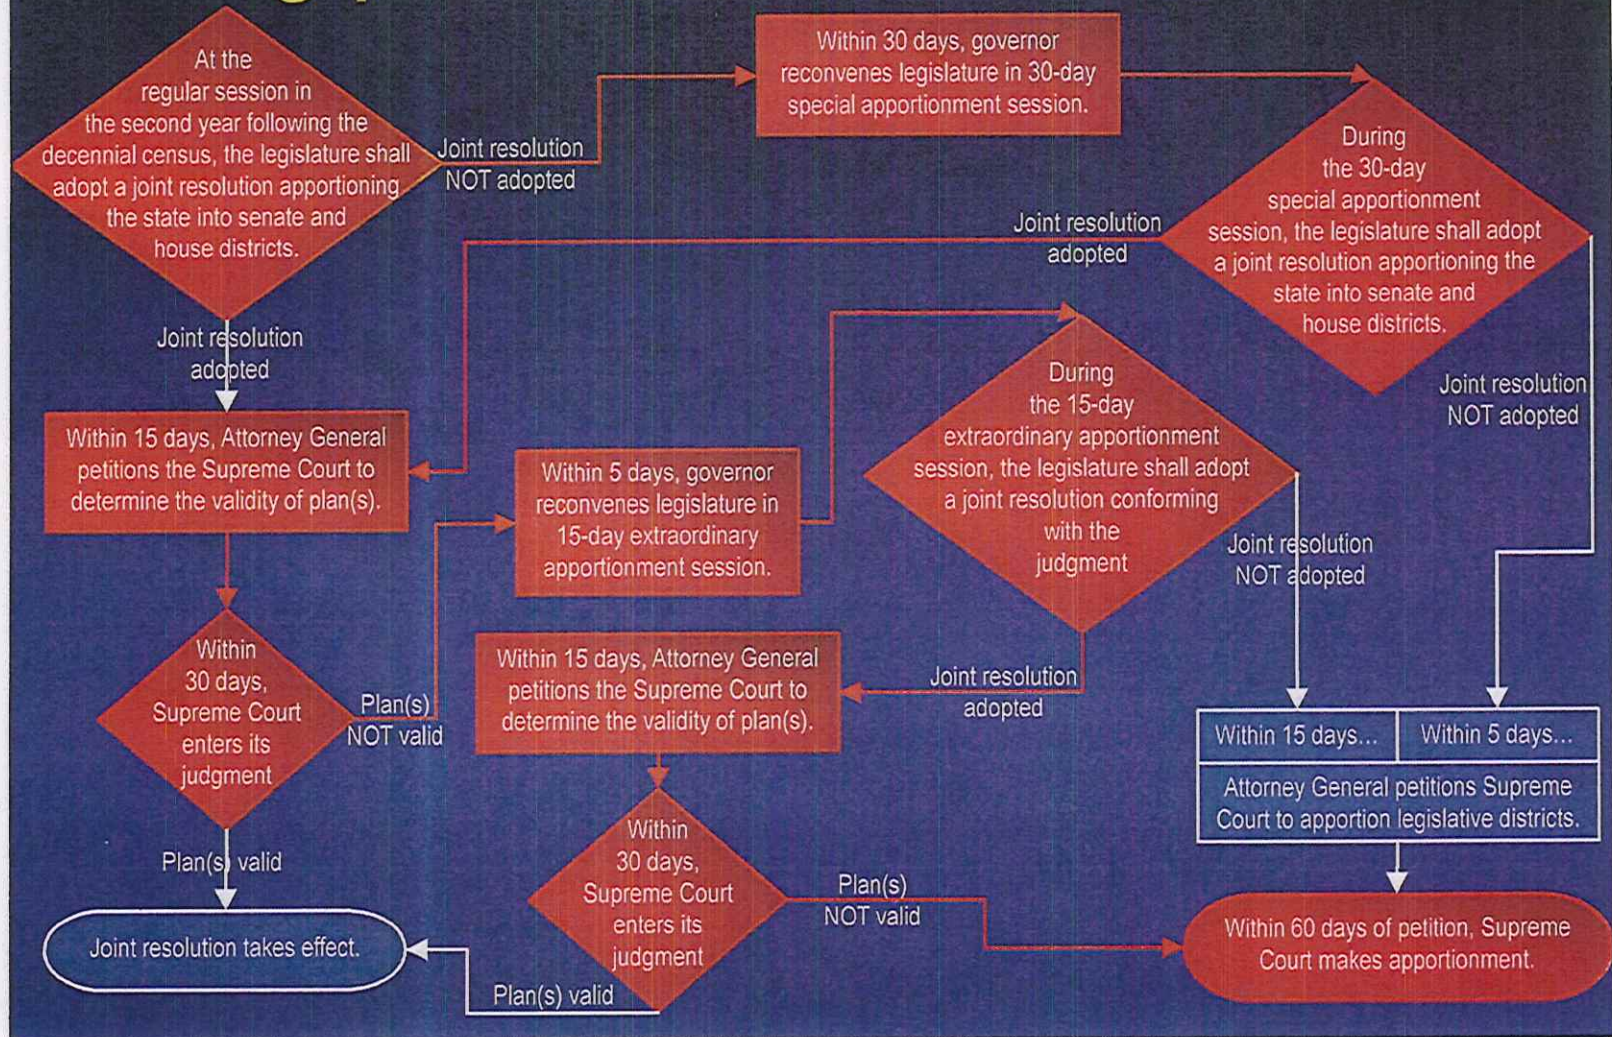 At the
regular session in
the second year following the
decennial census, the legislature shall
adopt a joint resolution apportioning
the state into senate and
house districts.
Joint resolution
NOT adopted
Within 30 days, governor
reconvenes legislature in 30-day
special apportionment session.
During
the 30-day
special apportionment
session, the legislature shall adopt
a joint resolution apportioning the
state into senate and
house districts.
Joint resolution
adopted
Joint resolution
NOT adopted
Joint resolution
adopted
Within 15 days, Attorney General
petitions the Supreme Court to
determine the validity of plan(s).
Within 5 days, governor
reconvenes legislature in
15-day extraordinary
apportionment session.
During
the 15-day
extraordinary apportionment
session, the legislature shall adopt
a joint resolution conforming
with the
judgment
Joint resolution
NOT adopted
Within
30 days,
Supreme Court
enters its
judgment
Plan(s)
NOT valid
Within 15 days, Attorney General
petitions the Supreme Court to
determine the validity of plan(s).
Joint resolution
adopted
Within 15 days...
Within 5 days...
Attorney General petitions Supreme
Court to apportion legislative districts.
Plan(s) valid
Within
30 days,
Supreme Court
enters its
judgment
Plan(s)
NOT valid
Joint resolution takes effect.
Plan(s) valid
Within 60 days of petition, Supreme
Court makes apportionment.